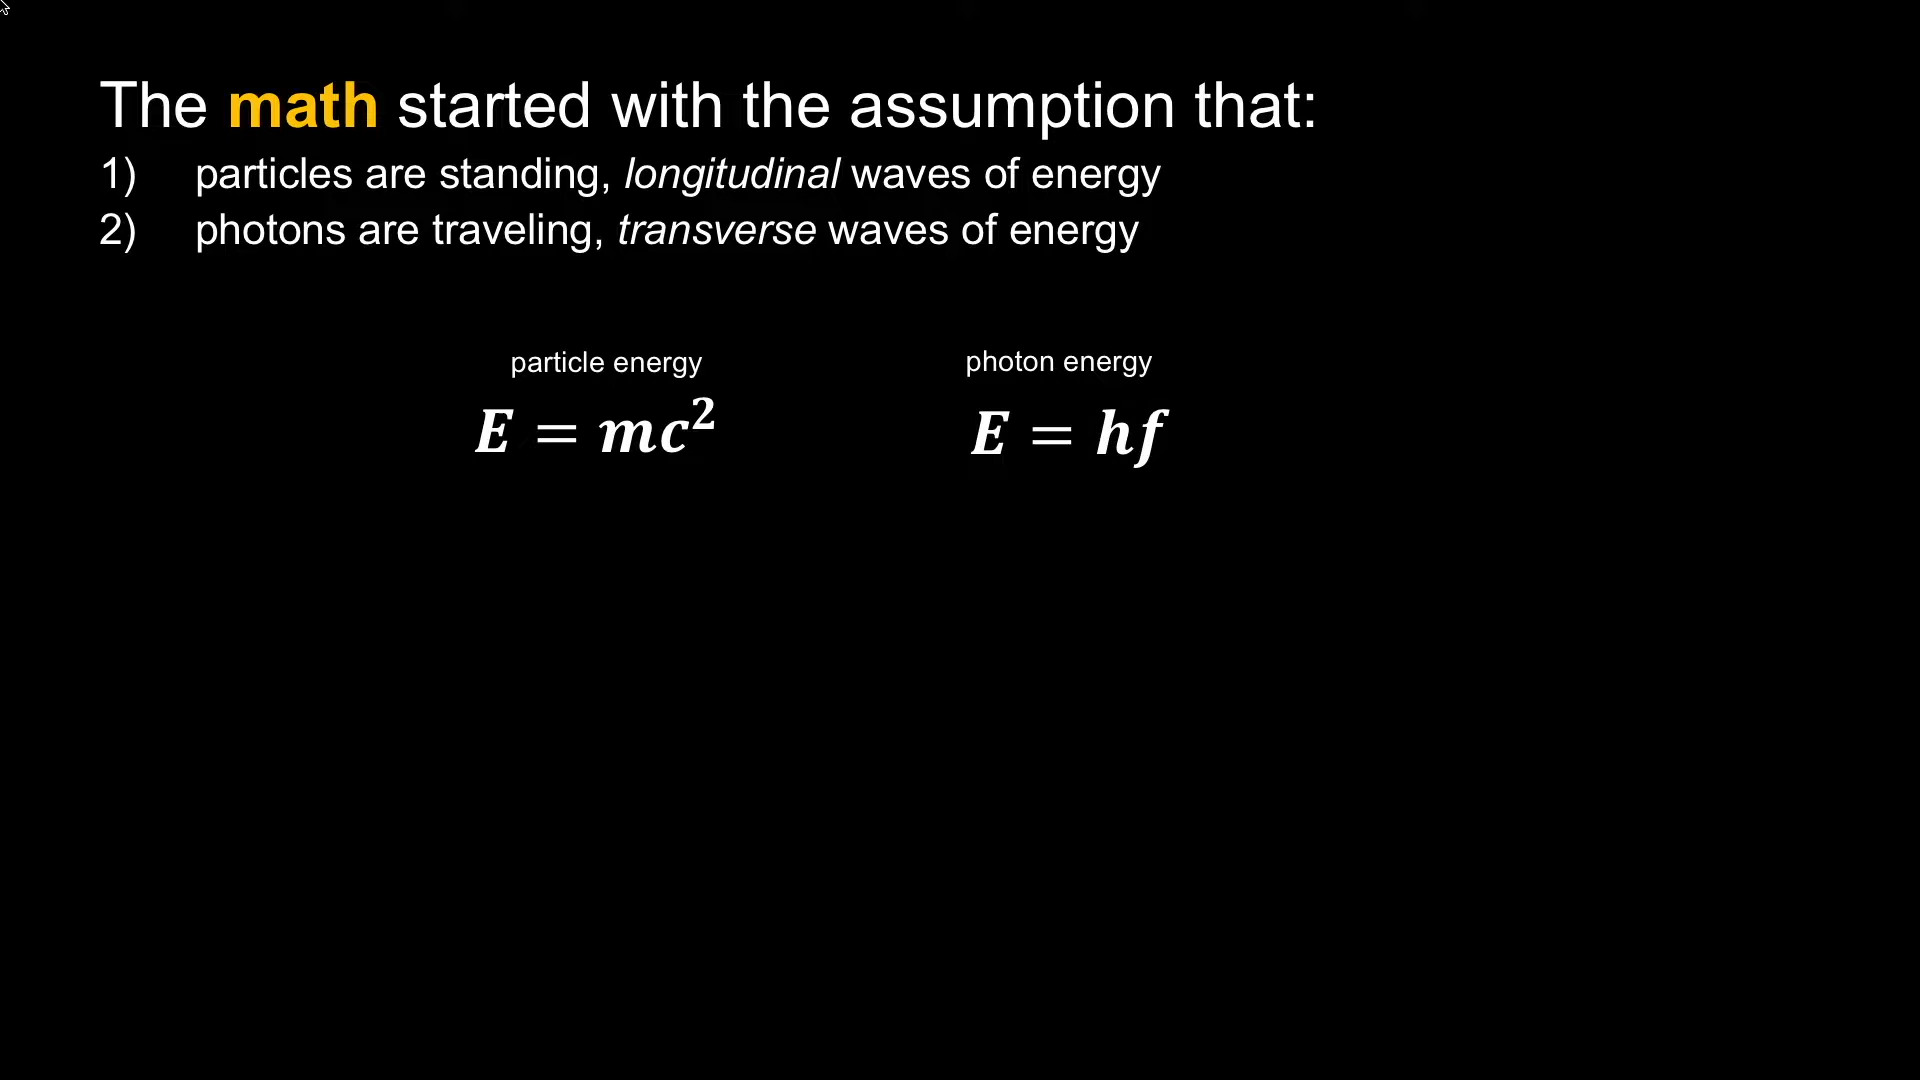 The math started with the assumption that:
1) particles are standing, longitudinal waves of energy
2) photons are traveling, transverse waves of energy
particle energy
E = mc²
photon energy
E = hf